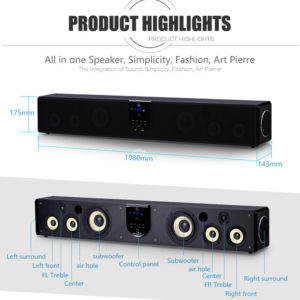 PRODUCT HIGHLIGHTS
PRODUCT HIGHLIGHTS
All in one Speaker, Simplicity, Fashion, Art Pierre
The Integration of Sound, Simplicity, Fashion, Art Pierre!
175mm
1080mm
143mm
Left surround
Left front
FL Treble
subwoofer
air hole
Center
Control panel
Subwoofer
air hole
Center
FR Treble
Right surround
Right front